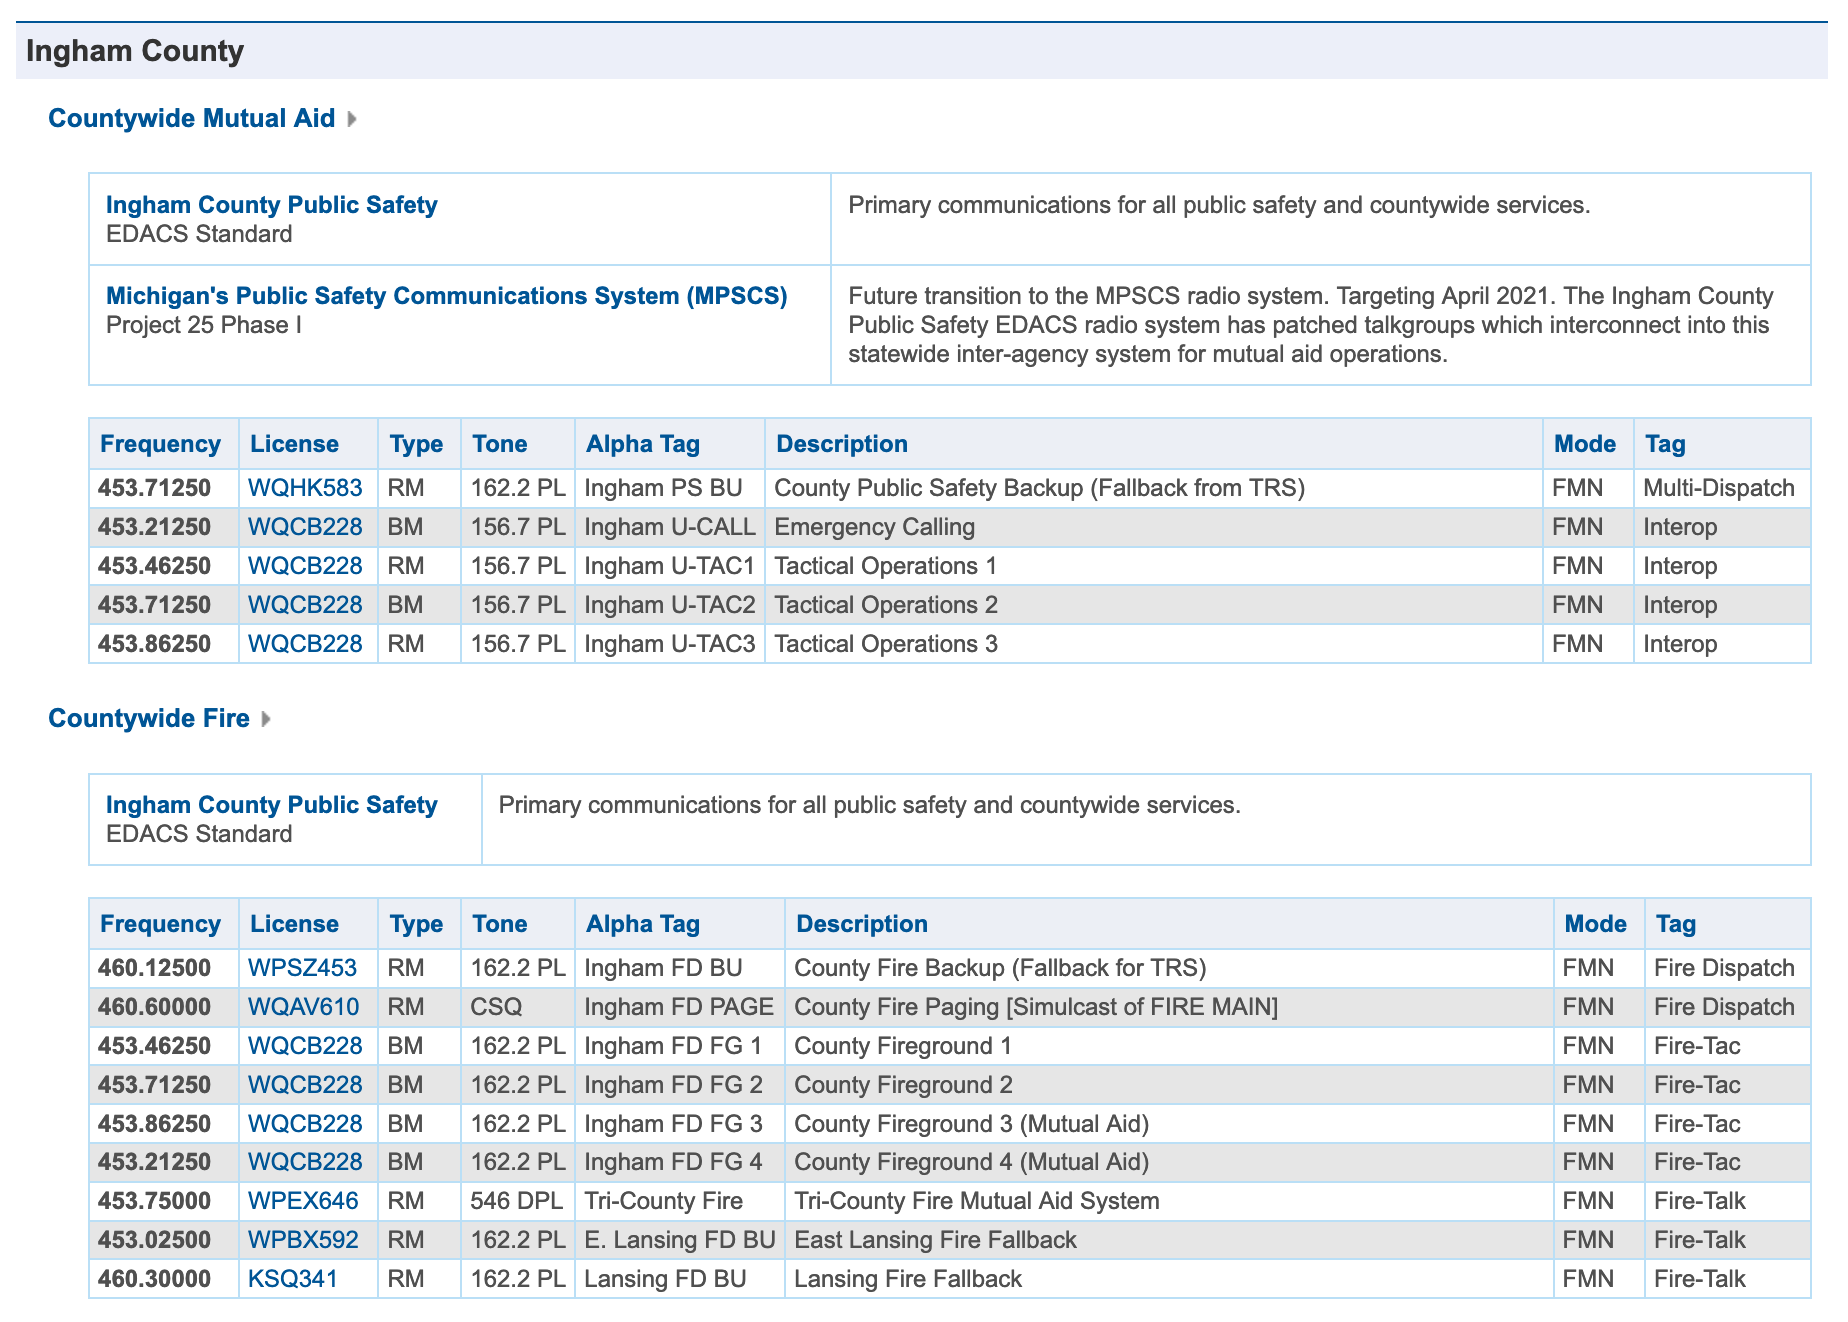 Ingham County
Countywide Mutual Aid
Ingham County Public Safety
EDACS Standard
Primary communications for all public safety and countywide services.
Michigan's Public Safety Communications System (MPSCS)
Project 25 Phase I
Future transition to the MPSCS radio system. Targeting April 2021. The Ingham County
Public Safety EDACS radio system has patched talkgroups which interconnect into this
statewide inter-agency system for mutual aid operations.
Frequency License Type Tone Alpha Tag Description Mode Tag
453.71250 WQHK583 RM 162.2 PL Ingham PS BU County Public Safety Backup (Fallback from TRS) FMN Multi-Dispatch
453.21250 WQCB228 BM 156.7 PL Ingham U-CALL Emergency Calling FMN Interop
453.46250 WQCB228 RM 156.7 PL Ingham U-TAC1 Tactical Operations 1 FMN Interop
453.71250 WQCB228 BM 156.7 PL Ingham U-TAC2 Tactical Operations 2 FMN Interop
453.86250 WQCB228 RM 156.7 PL Ingham U-TAC3 Tactical Operations 3 FMN Interop
Countywide Fire
Ingham County Public Safety
EDACS Standard
Primary communications for all public safety and countywide services.
Frequency License Type Tone Alpha Tag Description Mode Tag
460.12500 WPSZ453 RM 162.2 PL Ingham FD BU County Fire Backup (Fallback for TRS) FMN Fire Dispatch
460.60000 WQAV610 RM CSQ Ingham FD PAGE County Fire Paging [Simulcast of FIRE MAIN] FMN Fire Dispatch
453.46250 WQCB228 BM 162.2 PL Ingham FD FG 1 County Fireground 1 FMN Fire-Tac
453.71250 WQCB228 BM 162.2 PL Ingham FD FG 2 County Fireground 2 FMN Fire-Tac
453.86250 WQCB228 BM 162.2 PL Ingham FD FG 3 County Fireground 3 (Mutual Aid) FMN Fire-Tac
453.21250 WQCB228 BM 162.2 PL Ingham FD FG 4 County Fireground 4 (Mutual Aid) FMN Fire-Tac
453.75000 WPEX646 RM 546 DPL Tri-County Fire Tri-County Fire Mutual Aid System FMN Fire-Talk
453.02500 WPBX592 RM 162.2 PL E. Lansing FD BU East Lansing Fire Fallback FMN Fire-Talk
460.30000 KSQ341 RM 162.2 PL Lansing FD BU Lansing Fire Fallback FMN Fire-Talk